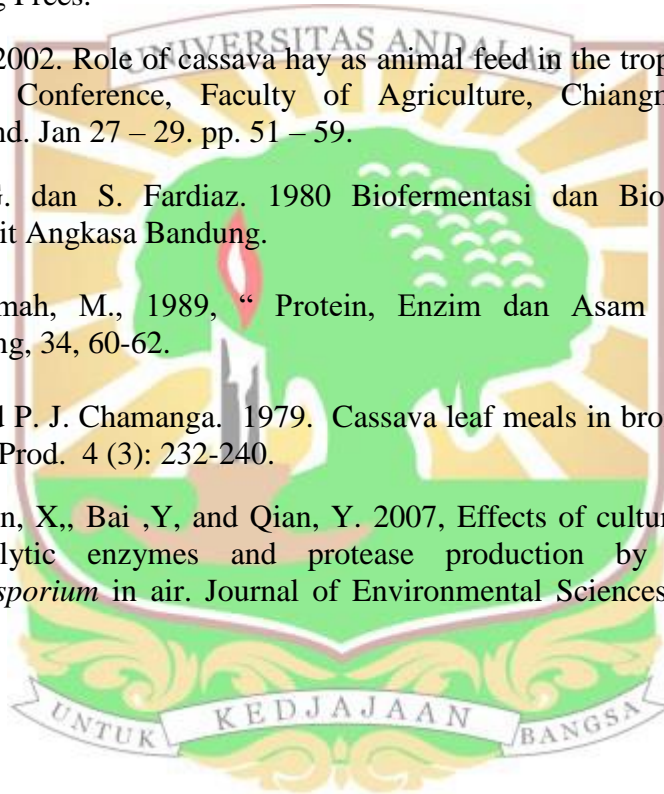 g Prees.
UNIVERSITAS ANDALAS
2002. Role of cassava hay as animal feed in the trop
Conference, Faculty of Agriculture, Chiangm
nd. Jan 27 – 29. pp. 51 – 59.
G. dan S. Fardiaz. 1980 Biofermentasi dan Bio
it Angkasa Bandung.
mah, M., 1989, “ Protein, Enzim dan Asam
ng, 34, 60-62.
d P. J. Chamanga. 1979. Cassava leaf meals in bro
Prod. 4 (3): 232-240.
n, X,, Bai ,Y, and Qian, Y. 2007, Effects of cultur
lytic enzymes and protease production by
sporium in air. Journal of Environmental Sciences
UNTUK KEDJAJAAN BANGSA